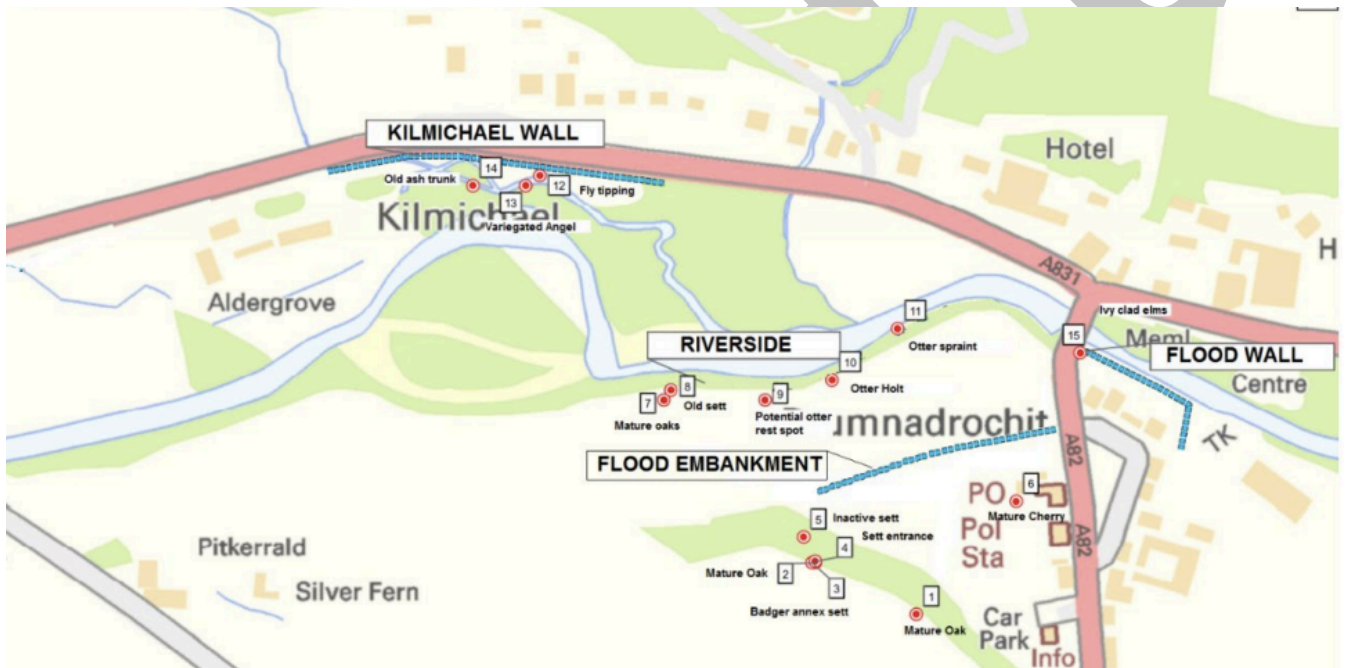 KILMICHAEL WALL
14
Old ash trunk
12
Fly tipping
13
Kilmichael
Variegated Angel
Hotel
H
A831
Aldergrove
11
Otter spraint
Ivy clad elms
15
Meml
FLOOD WALL
Centre
RIVERSIDE
10
Otter Holt
8
7
Old sett
9
Mature oaks
Potential otter
rest spot
umnadrochit
TK
A82
FLOOD EMBANKMENT
PO
6
Mature Cherry
Pol
Sta
A82
5
Inactive sett
4
Sett entrance
Mature Oak
2
3
Badger annex sett
1
Mature Oak
Pitkerrald
Silver Fern
Car
Park
Info